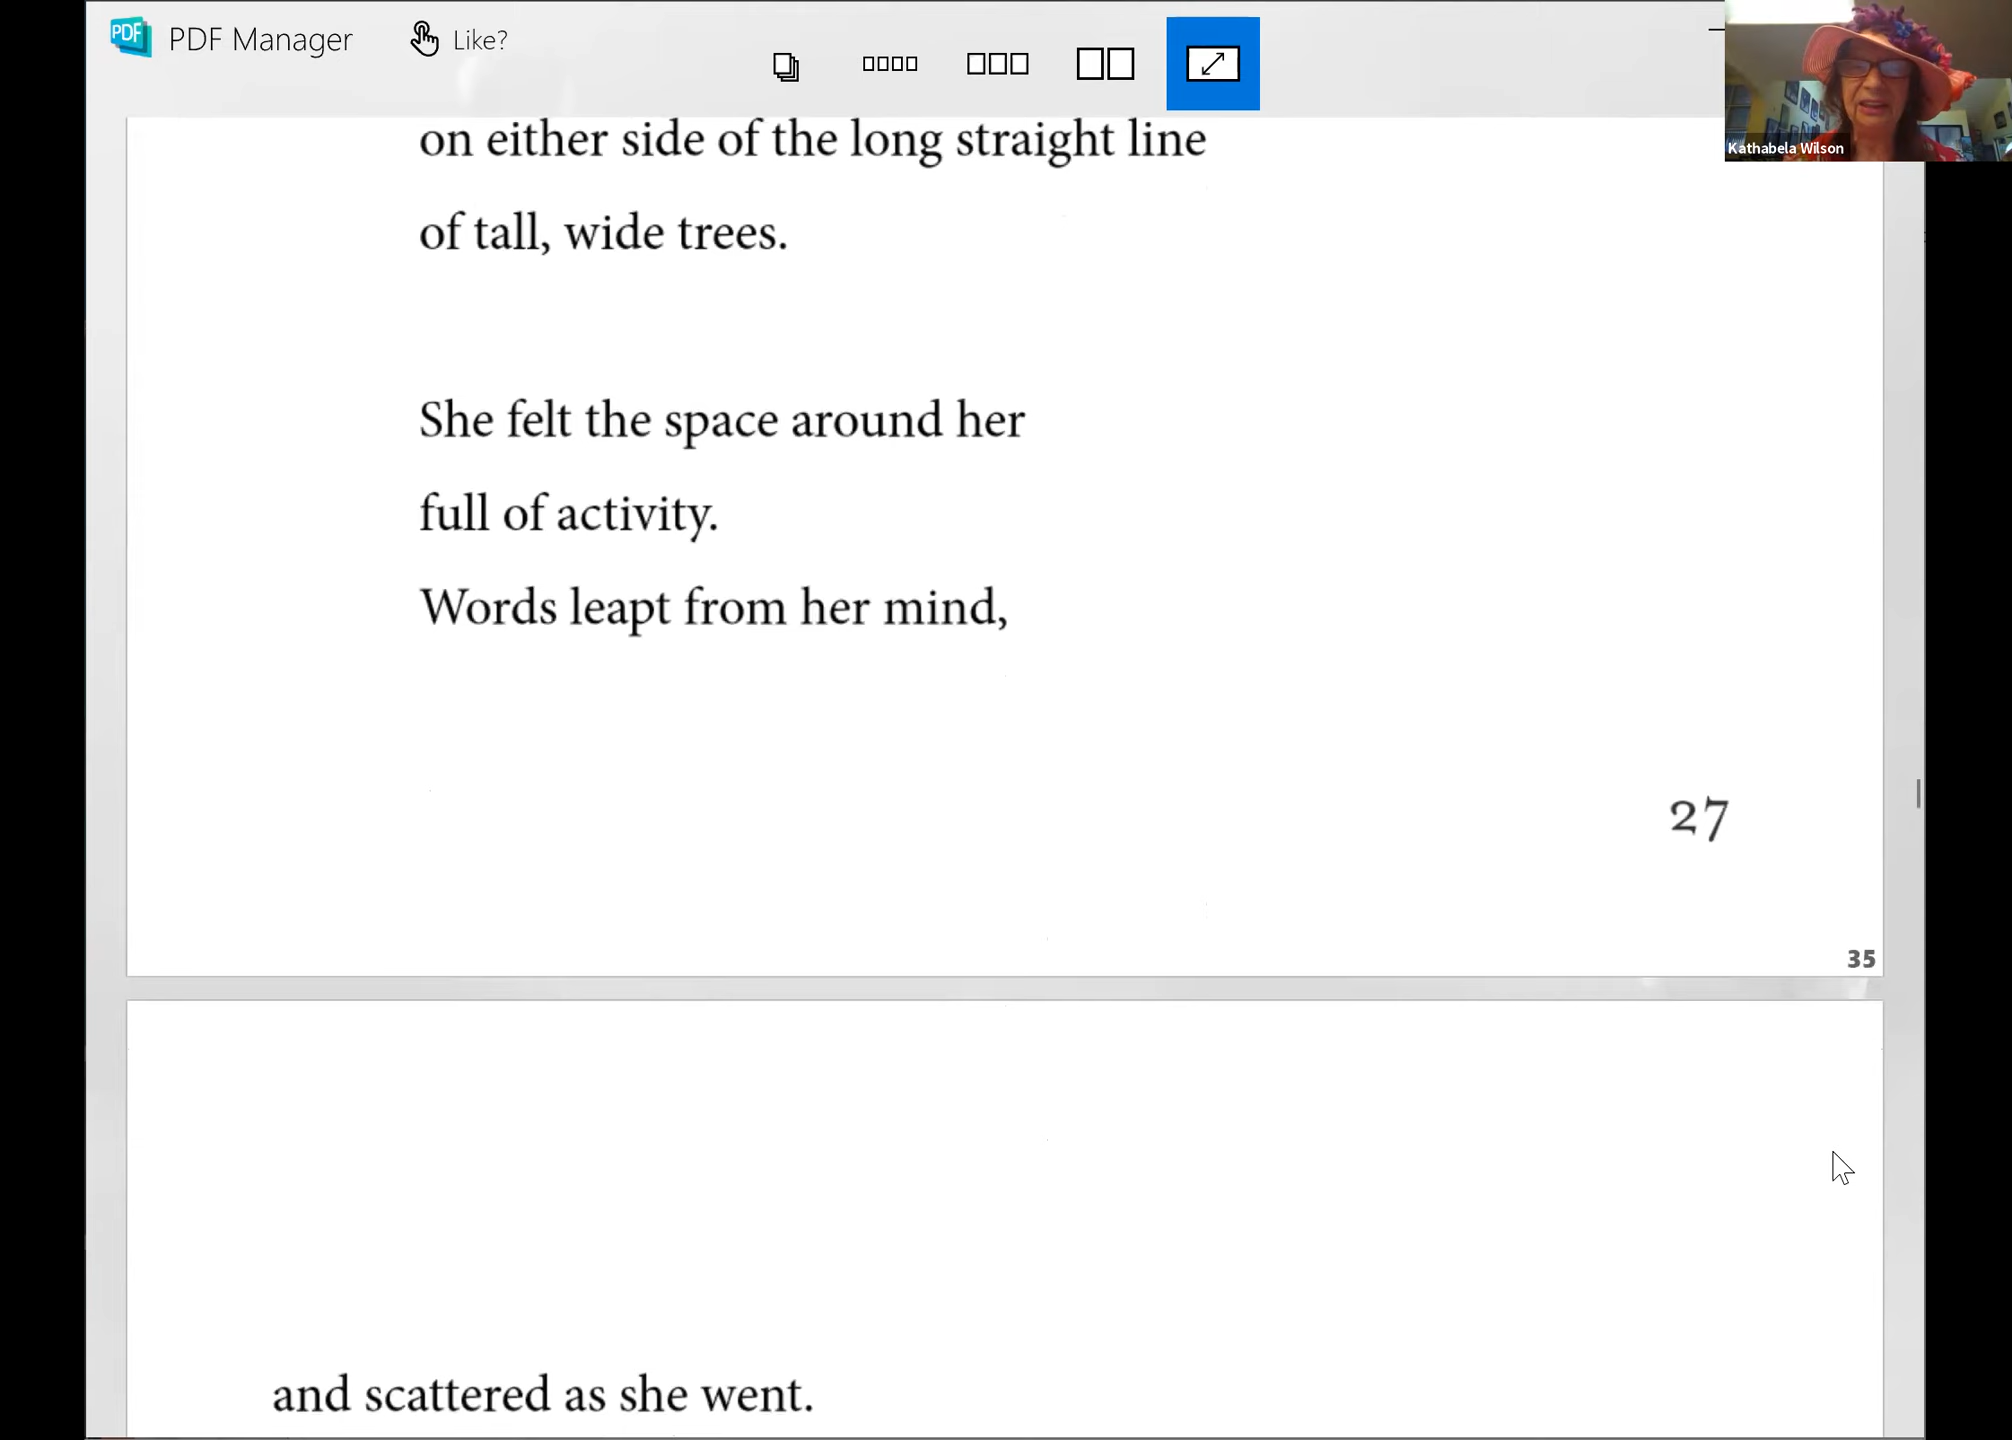 PDF PDF Manager Like?
Kathabela Wilson
on either side of the long straight line
of tall, wide trees.
She felt the space around her
full of activity.
Words leapt from her mind,
27
35
and scattered as she went.